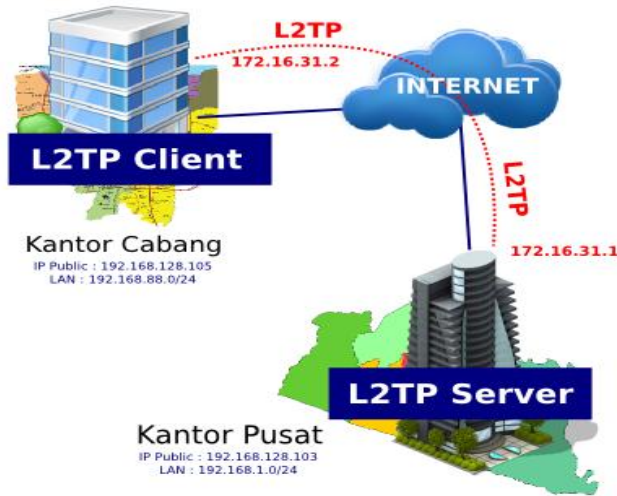 L2TP
172.16.31.2
INTERNET
L2TP Client
L2TP
Kantor Cabang
IP Public : 192.168.128.105
LAN : 192.168.88.0/24
172.16.31.1
L2TP Server
Kantor Pusat
IP Public : 192.168.128.103
LAN : 192.168.1.0/24